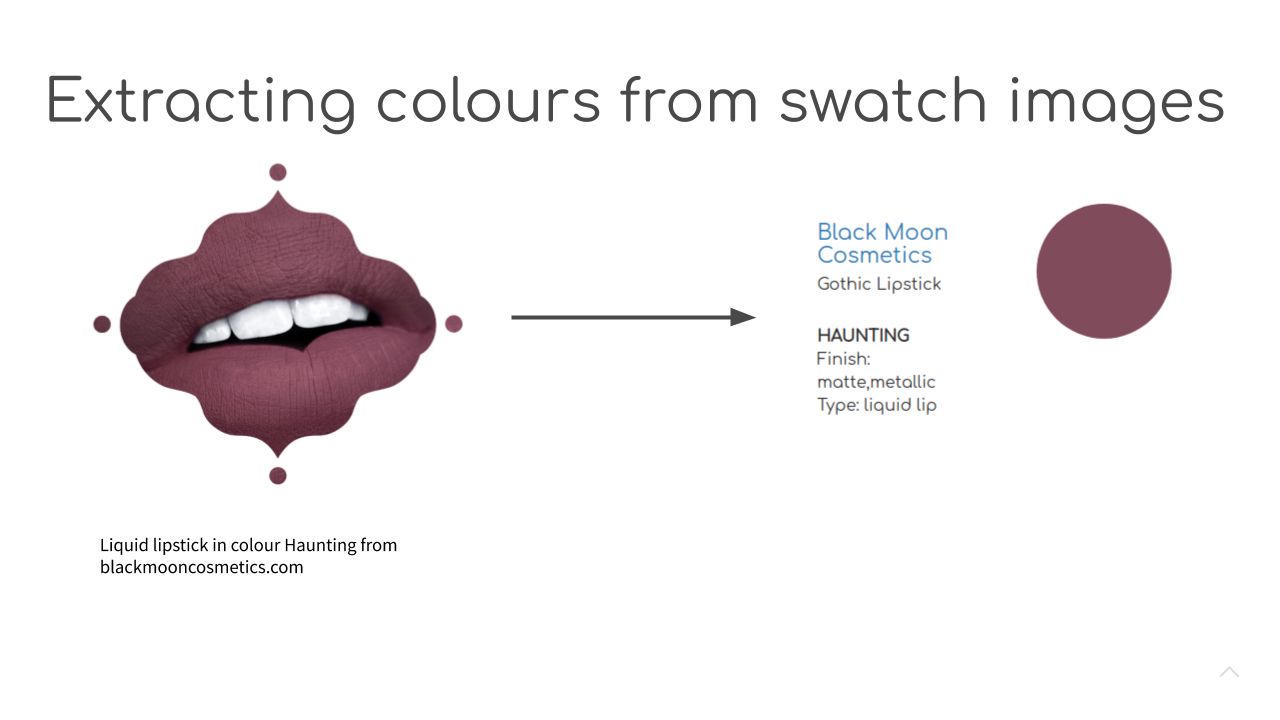 Extracting colours from swatch images
Black Moon
Cosmetics
Gothic Lipstick
HAUNTING
Finish:
matte,metallic
Type: liquid lip
Liquid lipstick in colour Haunting from
blackmooncosmetics.com